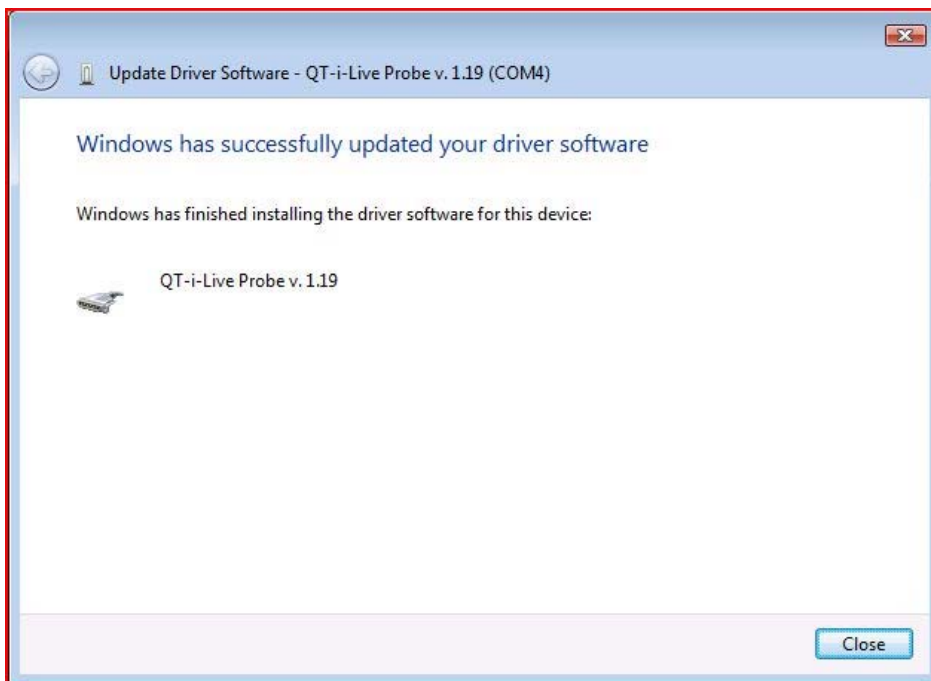 Update Driver Software - QT-i-Live Probe v. 1.19 (COM4)
Windows has successfully updated your driver software
Windows has finished installing the driver software for this device:
QT-i-Live Probe v. 1.19
Close